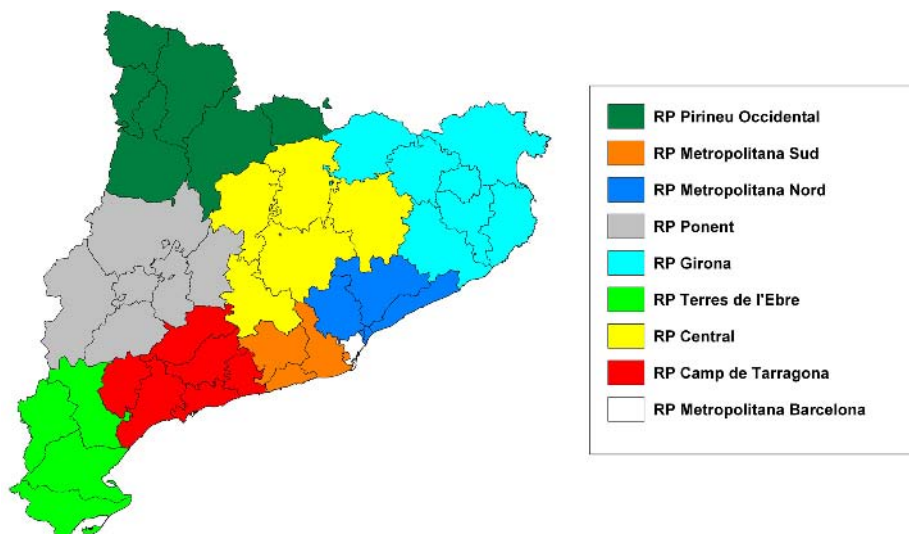 RP Pirineu Occidental
RP Metropolitana Sud
RP Metropolitana Nord
RP Ponent
RP Girona
RP Terres de l'Ebre
RP Central
RP Camp de Tarragona
RP Metropolitana Barcelona